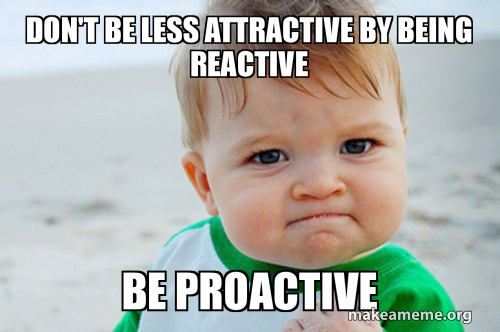 DON'T BE LESS ATTRACTIVE BY BEING
REACTIVE
BE PROACTIVE
makeameme.org